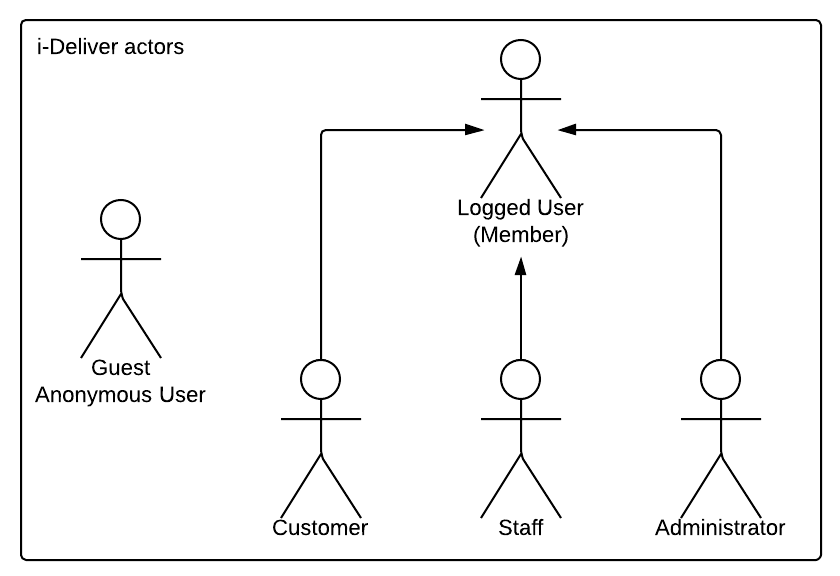 i-Deliver actors
Logged User
(Member)
Guest
Anonymous User
Customer
Staff
Administrator